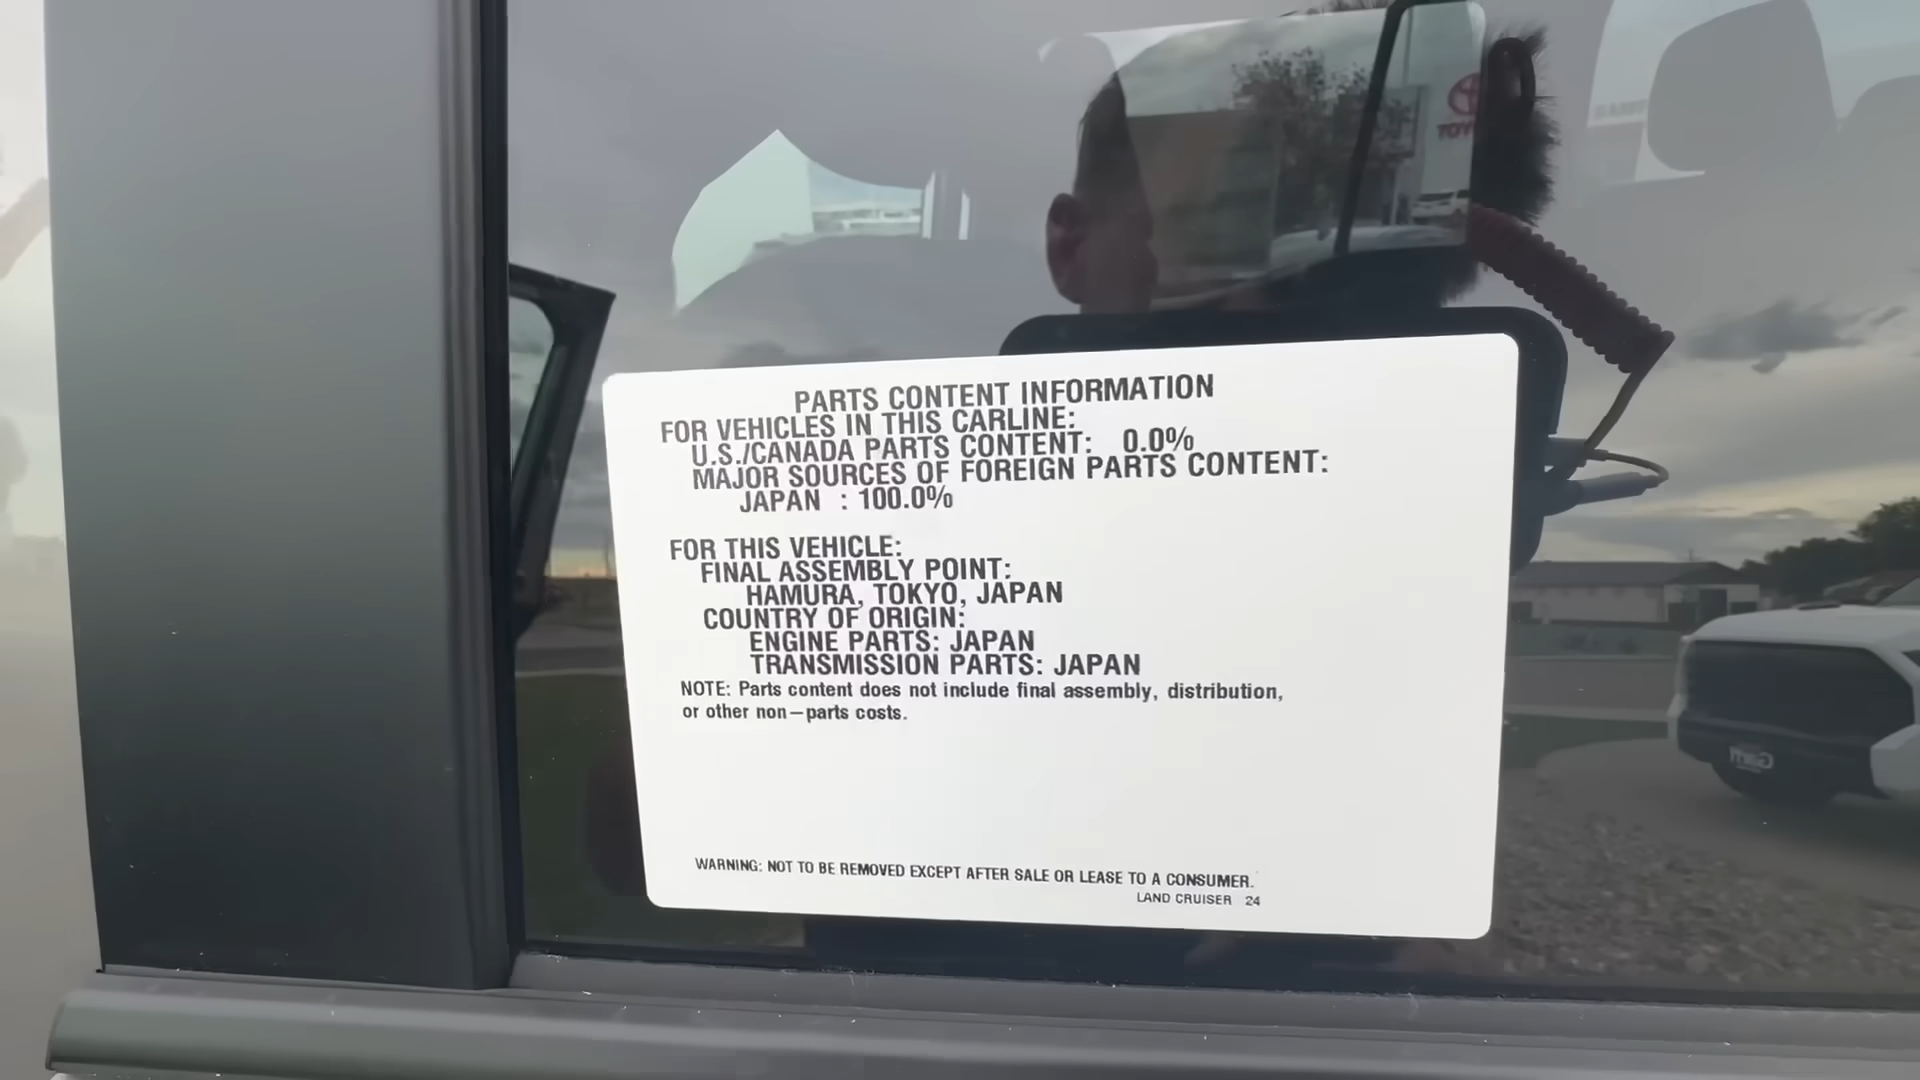 PARTS CONTENT INFORMATION
FOR VEHICLES IN THIS CARLINE:
U.S./CANADA PARTS CONTENT: 0.0%
MAJOR SOURCES OF FOREIGN PARTS CONTENT:
JAPAN : 100.0%
FOR THIS VEHICLE:
FINAL ASSEMBLY POINT:
HAMURA, TOKYO, JAPAN
COUNTRY OF ORIGIN:
ENGINE PARTS: JAPAN
TRANSMISSION PARTS: JAPAN
NOTE: Parts content does not include final assembly, distribution,
or other non-parts costs.
WARNING: NOT TO BE REMOVED EXCEPT AFTER SALE OR LEASE TO A CONSUMER.
LAND CRUISER 24